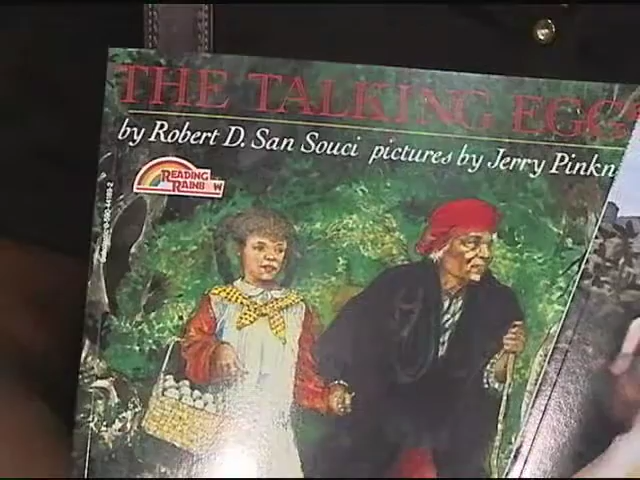 THE TALKING EGGS
by Robert D. San Souci pictures by Jerry Pinkn
READING
RAINBOW